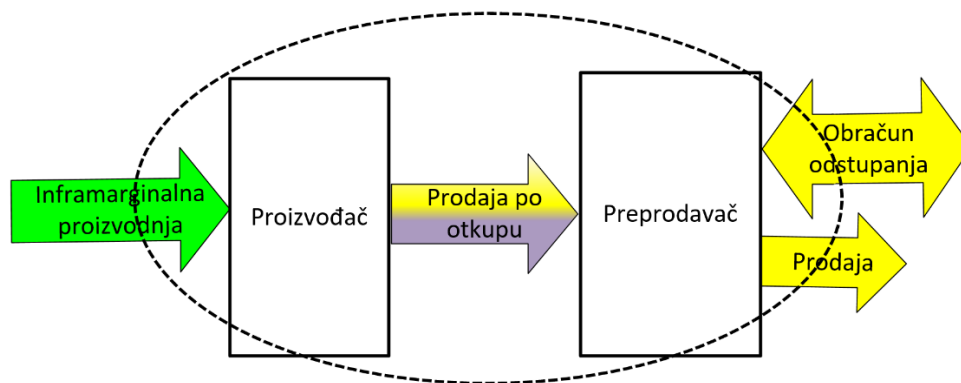 Inframarginalna
proizvodnja
Proizvođač
Prodaja po
otkupu
Preprodavač
Obračun
odstupanja
Prodaja